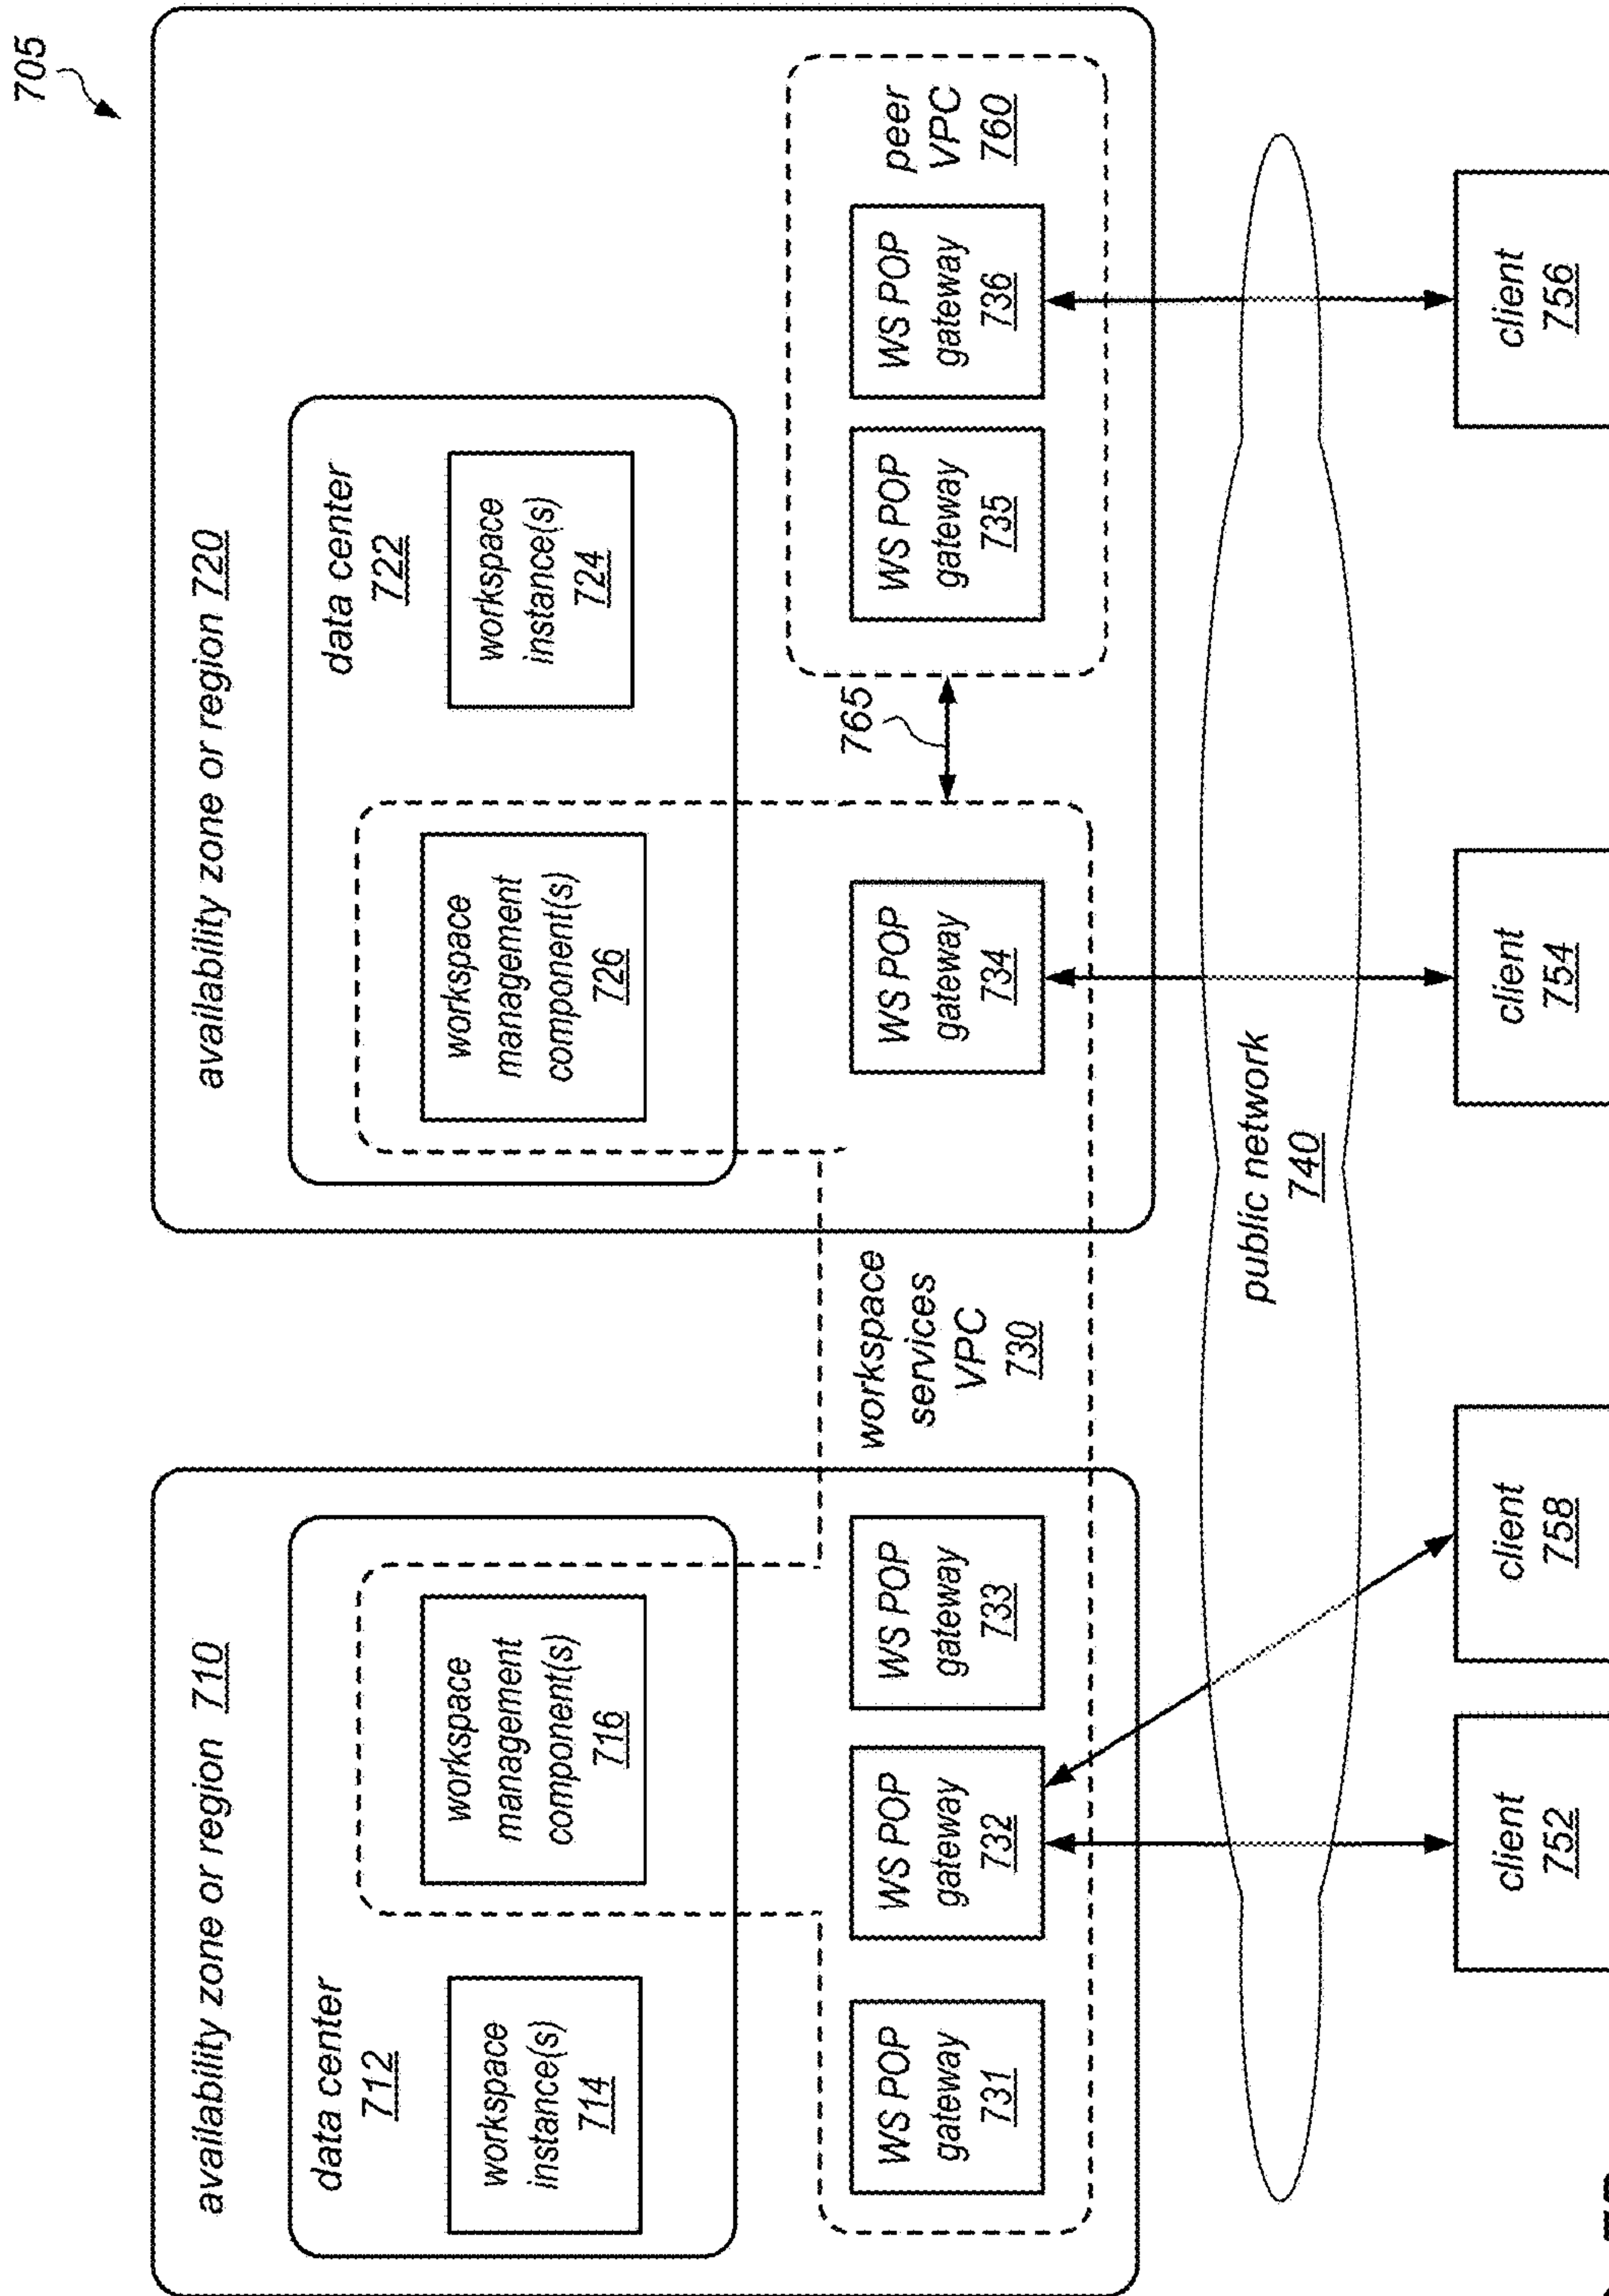 705
availability zone or region 710
data center
712
workspace
instance(s)
714
workspace
management
component(s)
716
WS POP
gateway
731
WS POP
gateway
732
WS POP
gateway
733
workspace
services
VPC
730
availability zone or region 720
data center
722
workspace
management
component(s)
726
workspace
instance(s)
724
WS POP
gateway
734
765
WS POP
gateway
735
WS POP
gateway
736
peer
VPC
760
public network
740
client
752
client
758
client
754
client
756